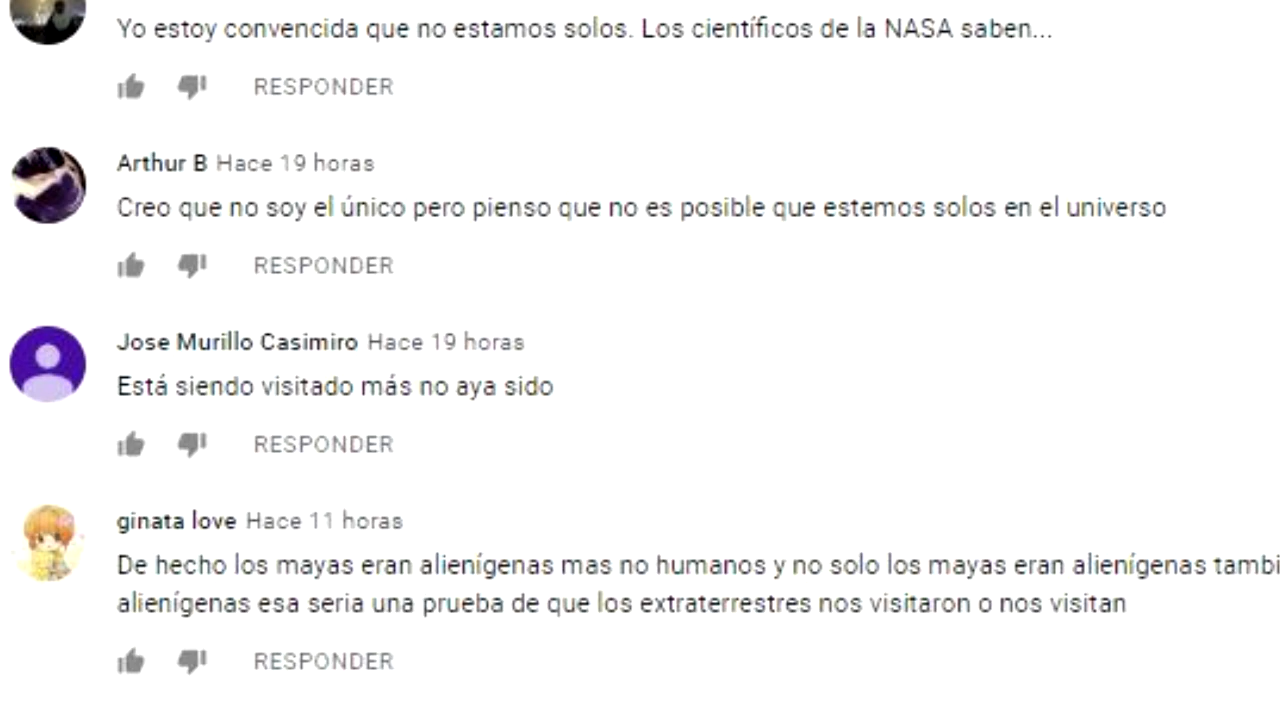 Yo estoy convencida que no estamos solos. Los científicos de la NASA saben...
RESPONDER
Arthur B Hace 19 horas
Creo que no soy el único pero pienso que no es posible que estemos solos en el universo
RESPONDER
Jose Murillo Casimiro Hace 19 horas
Está siendo visitado más no aya sido
RESPONDER
ginata love Hace 11 horas
De hecho los mayas eran alienígenas mas no humanos y no solo los mayas eran alienígenas tambi
alienígenas esa seria una prueba de que los extraterrestres nos visitaron o nos visitan
RESPONDER